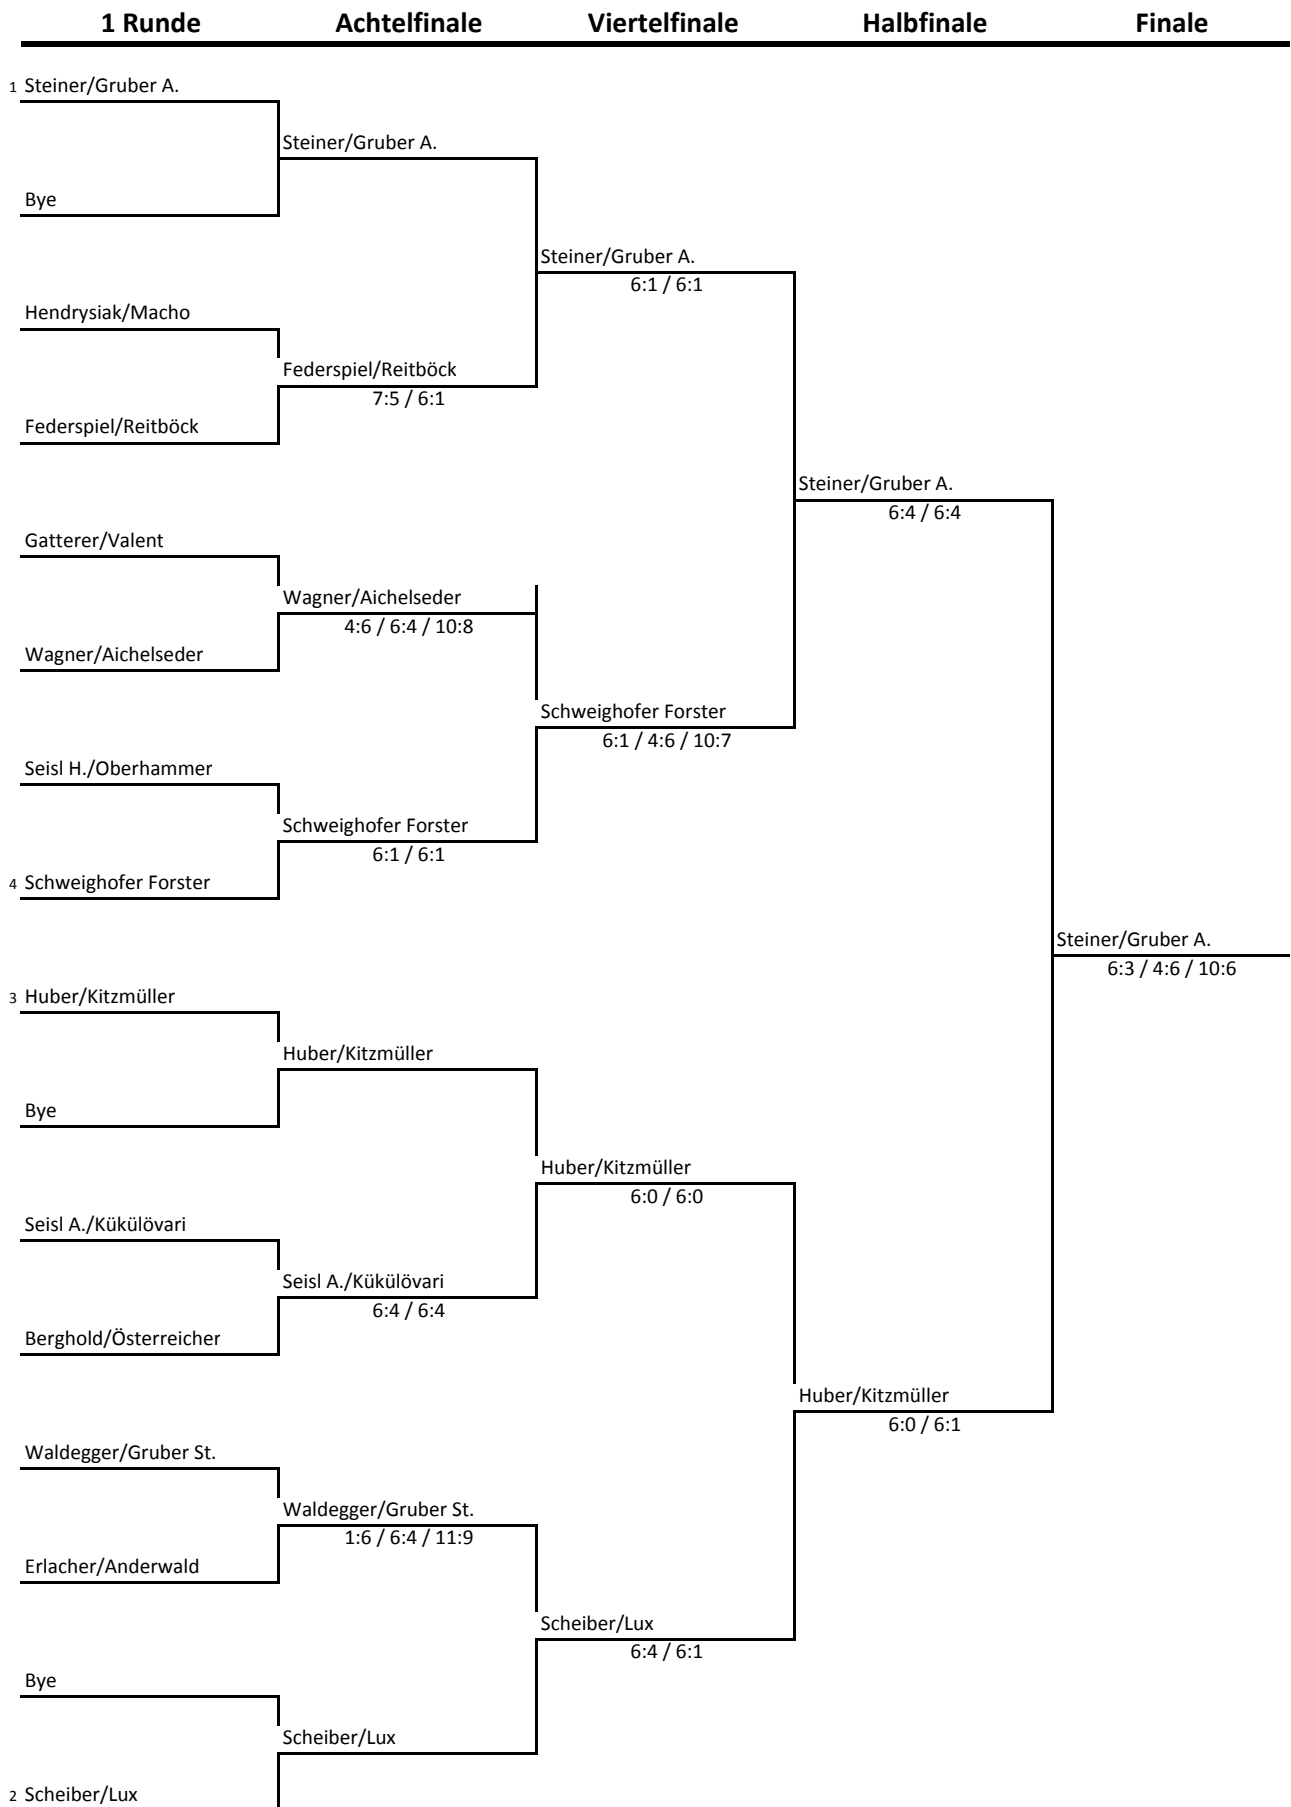 1 Runde Achtelfinale Viertelfinale Halbfinale Finale
1 Steiner/Gruber A.
Steiner/Gruber A.
Bye
Steiner/Gruber A.
6:1 / 6:1
Hendrysiak/Macho
Federspiel/Reitböck
7:5 / 6:1
Federspiel/Reitböck
Steiner/Gruber A.
6:4 / 6:4
Gatterer/Valent
Wagner/Aichelseder
4:6 / 6:4 / 10:8
Wagner/Aichelseder
Schweighofer Forster
6:1 / 4:6 / 10:7
Seisl H./Oberhammer
Schweighofer Forster
6:1 / 6:1
4 Schweighofer Forster
Steiner/Gruber A.
6:3 / 4:6 / 10:6
3 Huber/Kitzmüller
Huber/Kitzmüller
Bye
Huber/Kitzmüller
6:0 / 6:0
Seisl A./Kükülövari
Seisl A./Kükülövari
6:4 / 6:4
Berghold/Österreicher
Huber/Kitzmüller
6:0 / 6:1
Waldegger/Gruber St.
Waldegger/Gruber St.
1:6 / 6:4 / 11:9
Erlacher/Anderwald
Scheiber/Lux
6:4 / 6:1
Bye
Scheiber/Lux
2 Scheiber/Lux